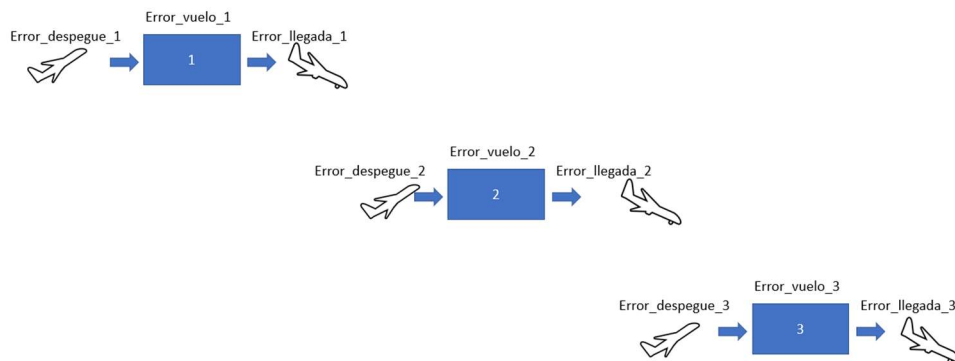 Error_vuelo_1
Error_despegue_1
Error_llegada_1
1
Error_vuelo_2
Error_despegue_2
Error_llegada_2
2
Error_vuelo_3
Error_despegue_3
Error_llegada_3
3